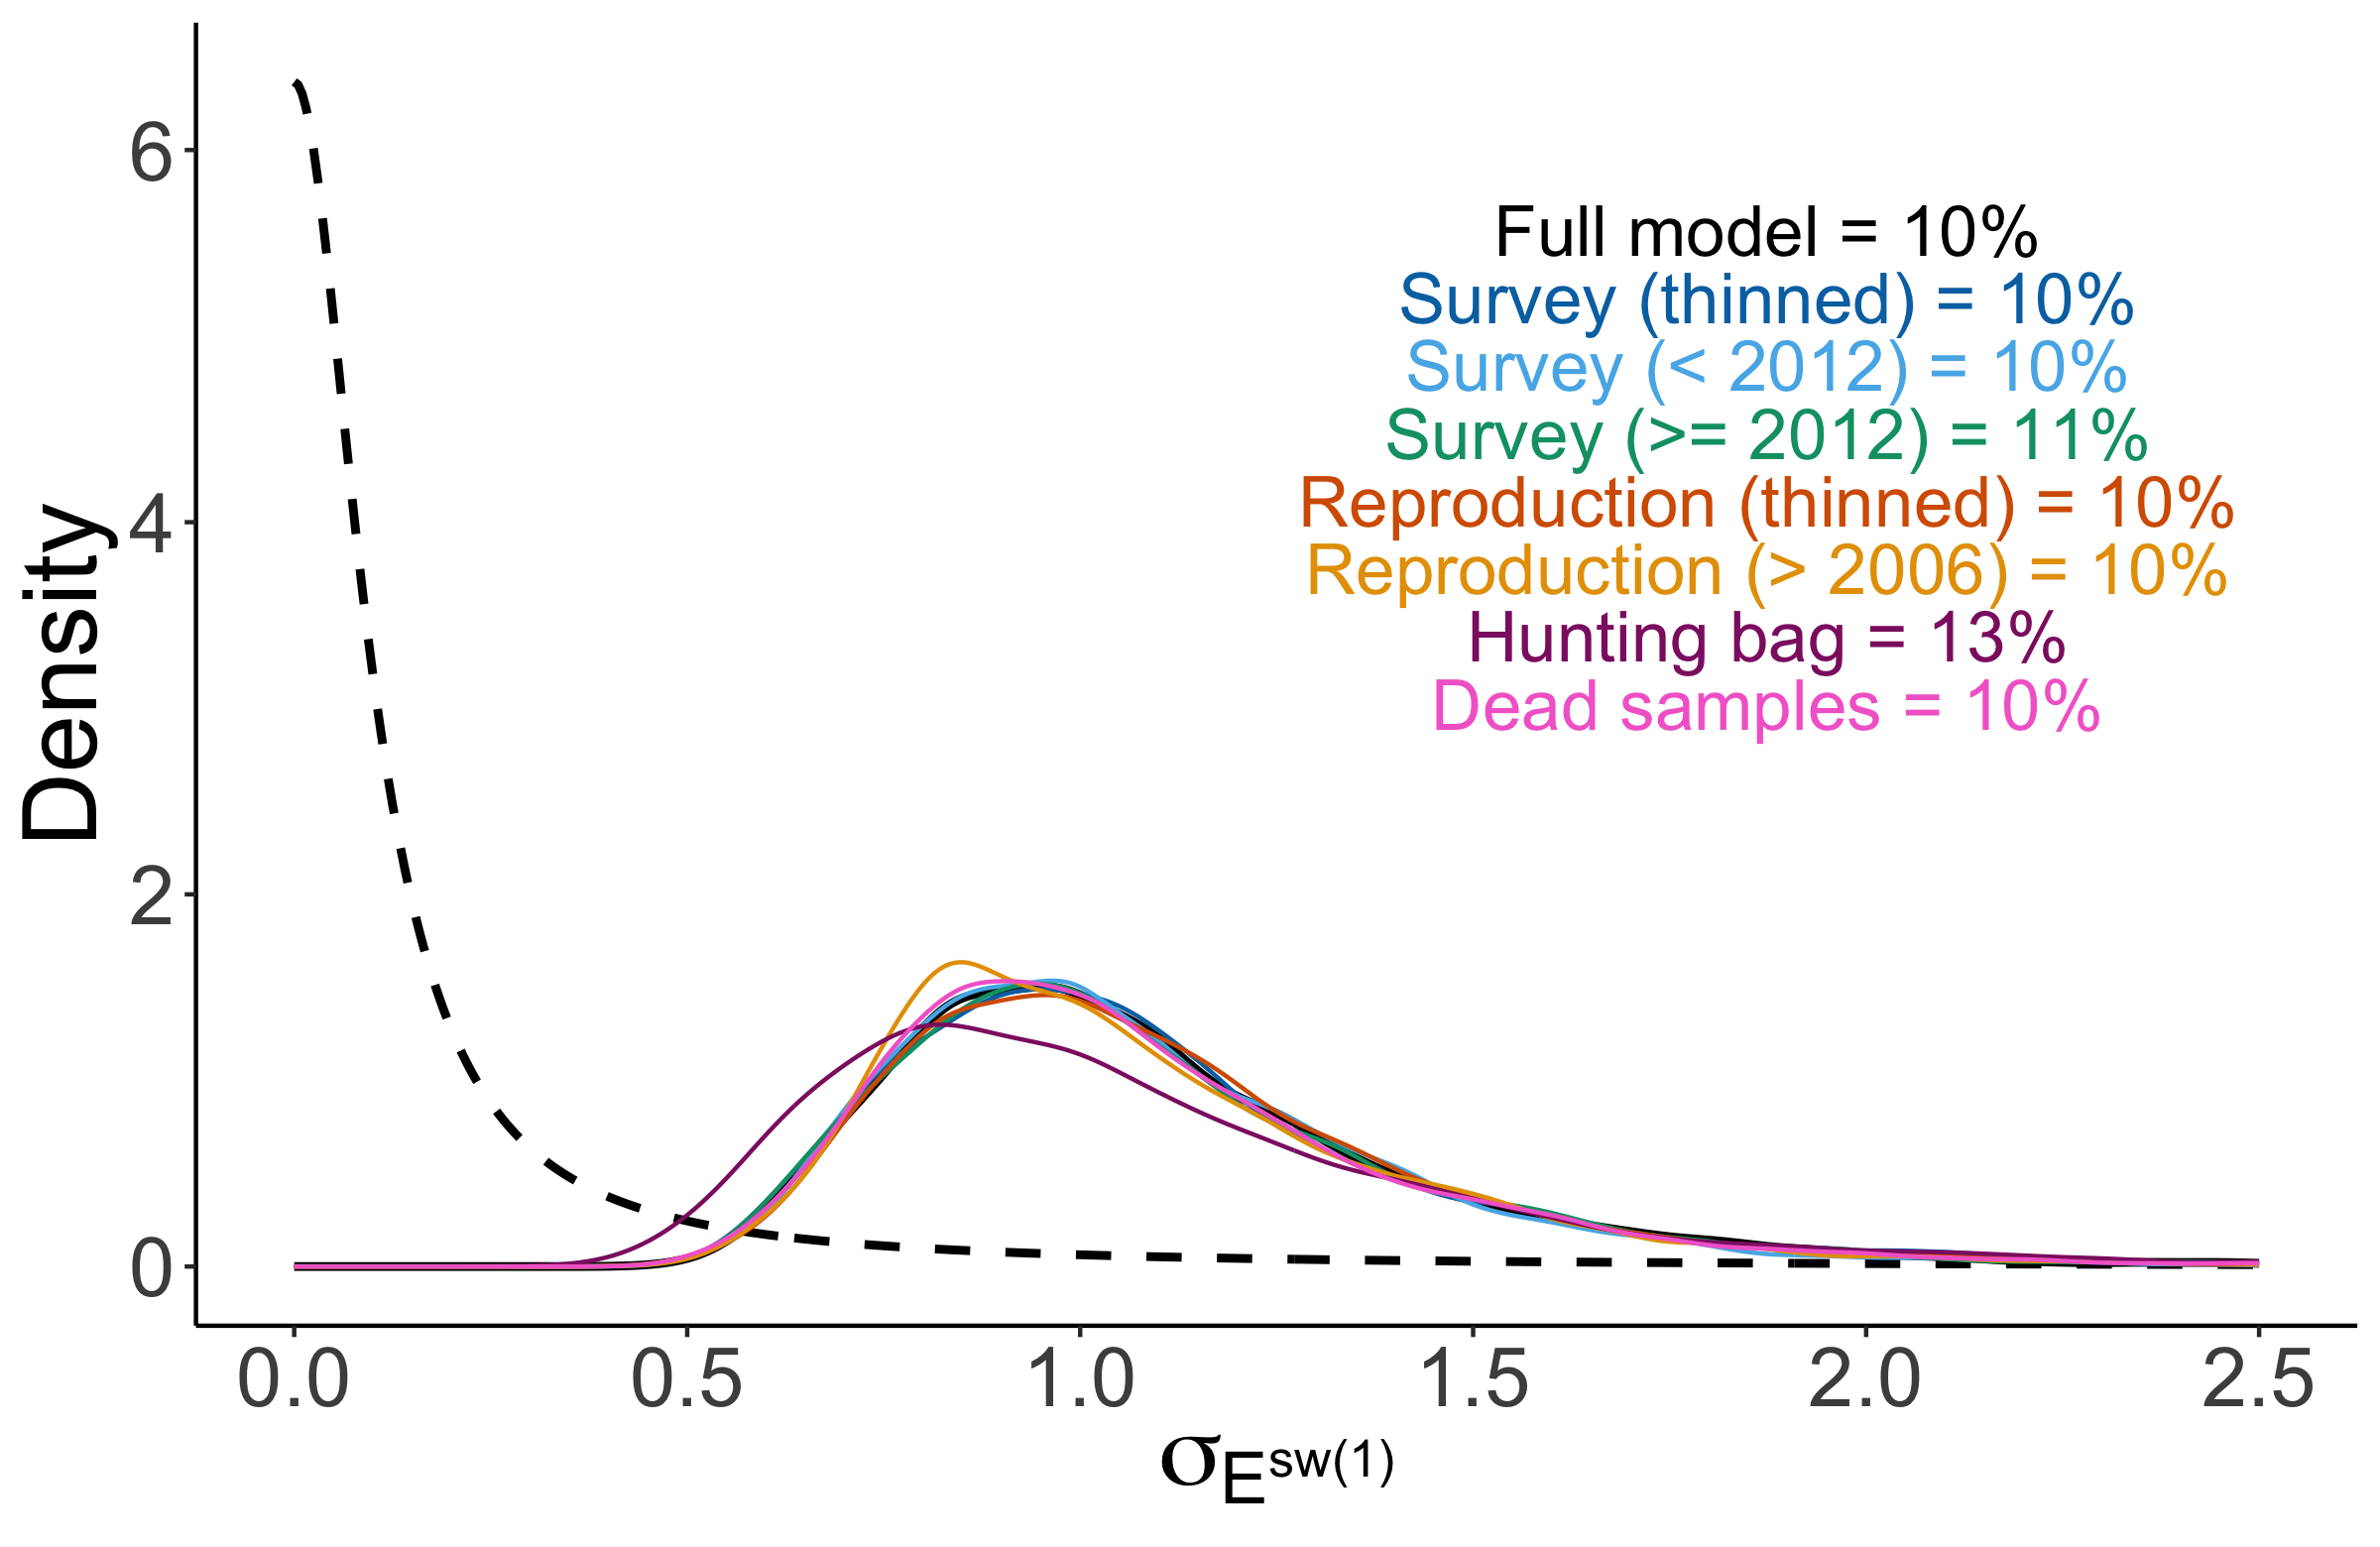 Density
6
4
2
0
Full model = 10%
Survey (thinned) = 10%
Survey (< 2012) = 10%
Survey (>= 2012) = 11%
Reproduction (thinned) = 10%
Reproduction (> 2006) = 10%
Hunting bag = 13%
Dead samples = 10%
0.0 0.5 1.0 1.5 2.0 2.5
σEsw(1)